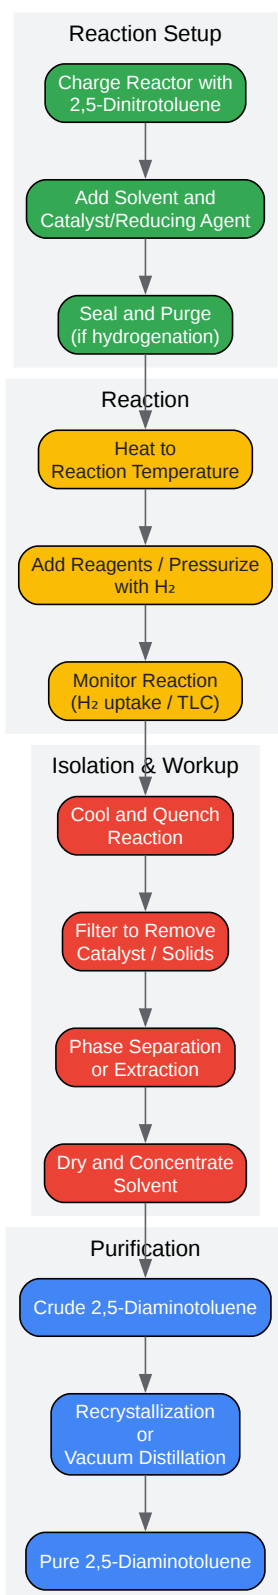 Reaction Setup
Charge Reactor with
2,5-Dinitrotoluene
Add Solvent and
Catalyst/Reducing Agent
Seal and Purge
(if hydrogenation)
Reaction
Heat to
Reaction Temperature
Add Reagents / Pressurize
with H₂
Monitor Reaction
(H₂ uptake / TLC)
Isolation & Workup
Cool and Quench
Reaction
Filter to Remove
Catalyst / Solids
Phase Separation
or Extraction
Dry and Concentrate
Solvent
Purification
Crude 2,5-Diaminotoluene
Recrystallization
or
Vacuum Distillation
Pure 2,5-Diaminotoluene